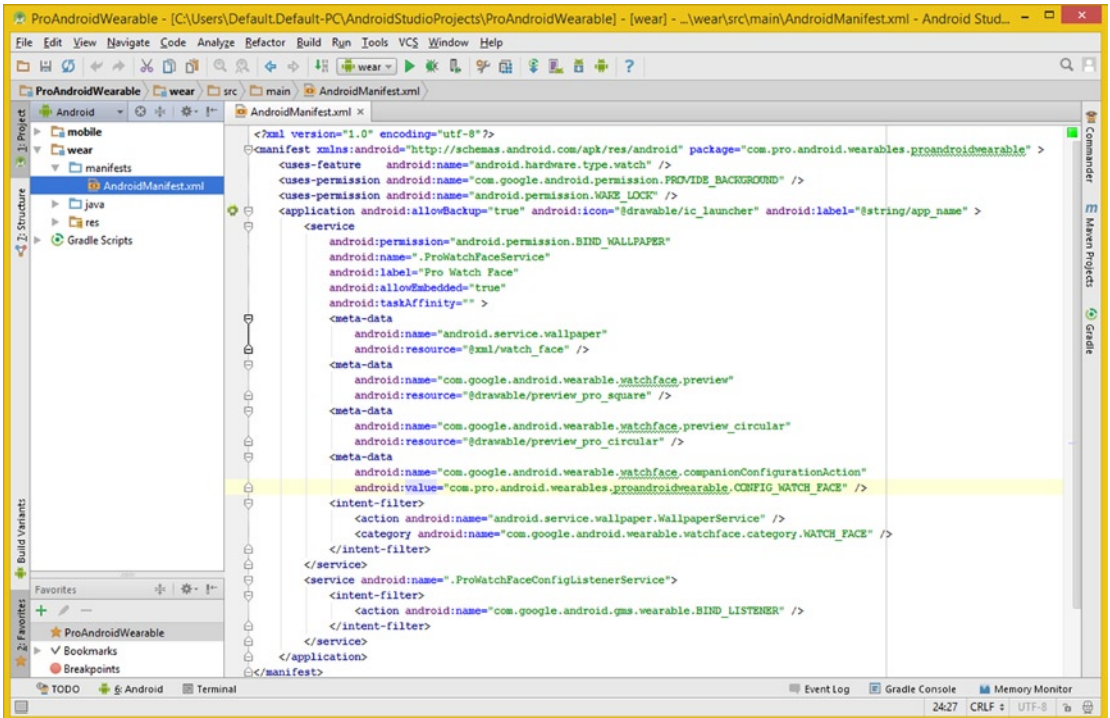 ProAndroidWearable - [C:\Users\Default.Default-PC\AndroidStudioProjects\ProAndroidWearable] - [wear] - ...\wear\src\main\AndroidManifest.xml - Android Stud...
File Edit View Navigate Code Analyze Refactor Build Run Tools VCS Window Help
wear
ProAndroidWearable wear src main AndroidManifest.xml
1: Project
Android
AndroidManifest.xml
mobile
wear
manifests
AndroidManifest.xml
java
res
Gradle Scripts
7: Structure
Build Variants
2: Favorites
<?xml version="1.0" encoding="utf-8"?>
<manifest xmlns:android="http://schemas.android.com/apk/res/android" package="com.pro.android.wearables.proandroidwearable" >
<uses-feature android:name="android.hardware.type.watch" />
<uses-permission android:name="com.google.android.permission.PROVIDE_BACKGROUND" />
<uses-permission android:name="android.permission.WAKE_LOCK" />
<application android:allowBackup="true" android:icon="@drawable/ic_launcher" android:label="@string/app_name" >
<service
android:permission="android.permission.BIND_WALLPAPER"
android:name=".ProWatchFaceService"
android:label="Pro Watch Face"
android:allowEmbedded="true"
android:taskAffinity="" >
<meta-data
android:name="android.service.wallpaper"
android:resource="@xml/watch_face" />
<meta-data
android:name="com.google.android.wearable.watchface.preview"
android:resource="@drawable/preview_pro_square" />
<meta-data
android:name="com.google.android.wearable.watchface.preview_circular"
android:resource="@drawable/preview_pro_circular" />
<meta-data
android:name="com.google.android.wearable.watchface.companionConfigurationAction"
android:value="com.pro.android.wearables.proandroidwearable.CONFIG_WATCH_FACE" />
<intent-filter>
<action android:name="android.service.wallpaper.WallpaperService" />
<category android:name="com.google.android.wearable.watchface.category.WATCH_FACE" />
</intent-filter>
</service>
<service android:name=".ProWatchFaceConfigListenerService">
<intent-filter>
<action android:name="com.google.android.gms.wearable.BIND_LISTENER" />
</intent-filter>
</service>
</application>
</manifest>
Commander
m Maven Projects
Gradle
Favorites
ProAndroidWearable
Bookmarks
Breakpoints
TODO 6: Android Terminal Event Log Gradle Console Memory Monitor
24:27 CRLF UTF-8